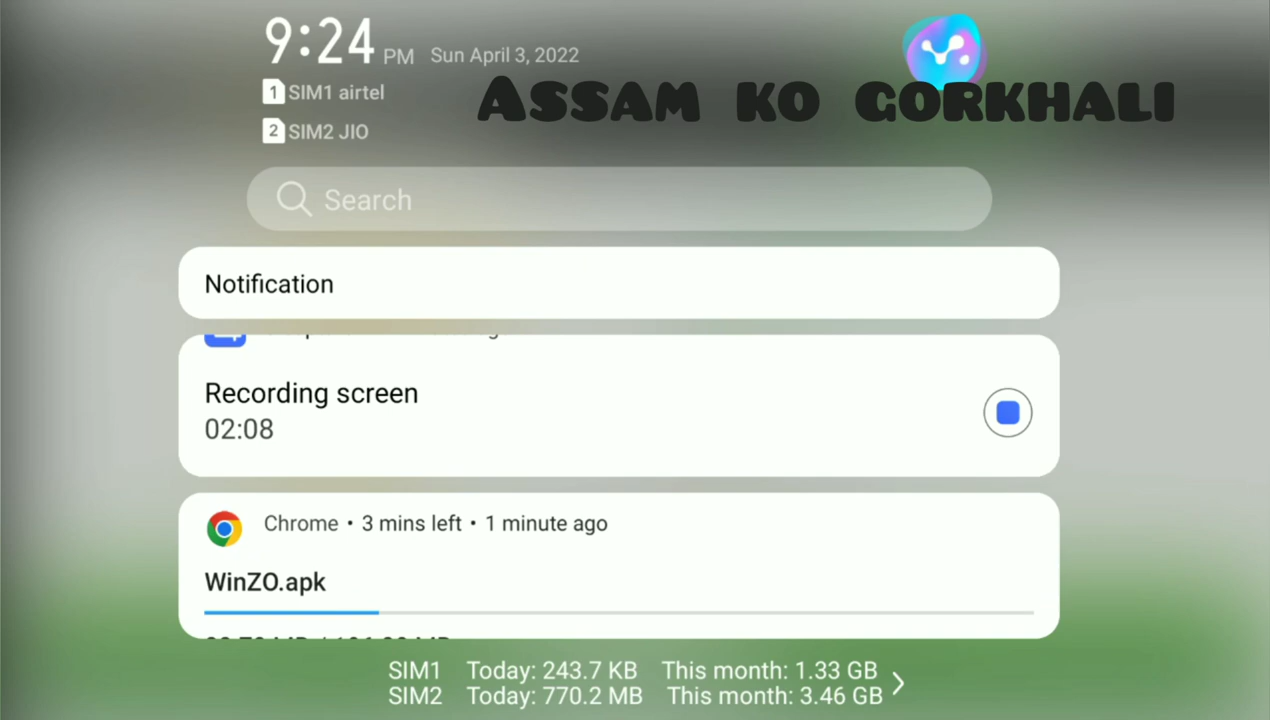 9:24 PM Sun April 3, 2022
1 SIM1 airtel
ASSAM KO GORKHALI
2 SIM2 JIO
Search
Notification
Recording screen
02:08
Chrome • 3 mins left • 1 minute ago
WinZO.apk
SIM1 Today: 243.7 KB This month: 1.33 GB
SIM2 Today: 770.2 MB This month: 3.46 GB